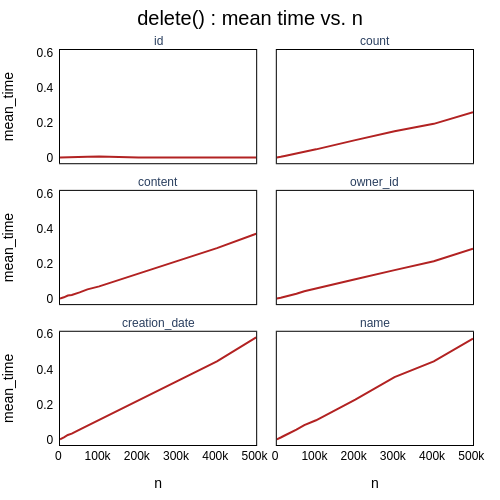 delete() : mean time vs. n
id count
mean_time 0.6 0.4 0.2 0
content owner_id
mean_time 0.6 0.4 0.2 0
creation_date name
mean_time 0.6 0.4 0.2 0
0 100k 200k 300k 400k 500k 0 100k 200k 300k 400k 500k
n n